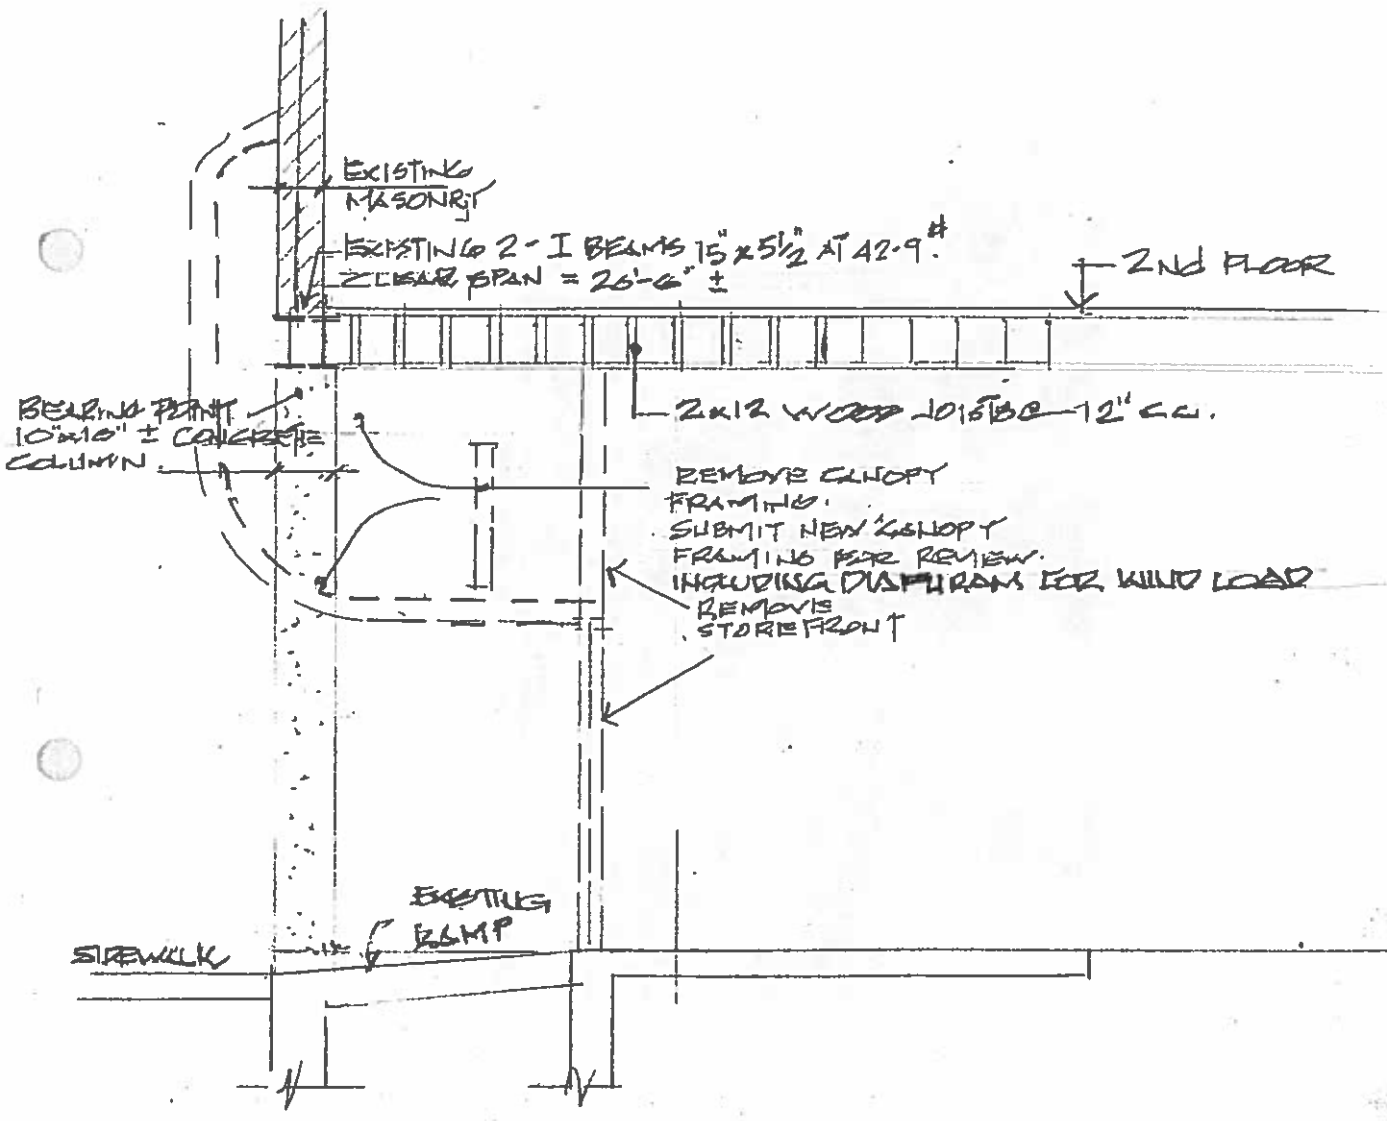 EXISTING
MASONRY
EXISTING 2 - I BEAMS 15" x 5 1/2" AT 42.9#.
CLEAR SPAN = 26'-6" ±
2ND FLOOR
BEARING POINT
10"x10" ± CONCRETE
COLUMN.
2x12 WOOD JOISTS @ 12" C.C.
REMOVE CANOPY
FRAMING.
SUBMIT NEW CANOPY
FRAMING FOR REVIEW.
INCLUDING DIAPHRAM FOR WIND LOAD
REMOVE
STOREFRONT
EXISTING
RAMP
SIDEWALK